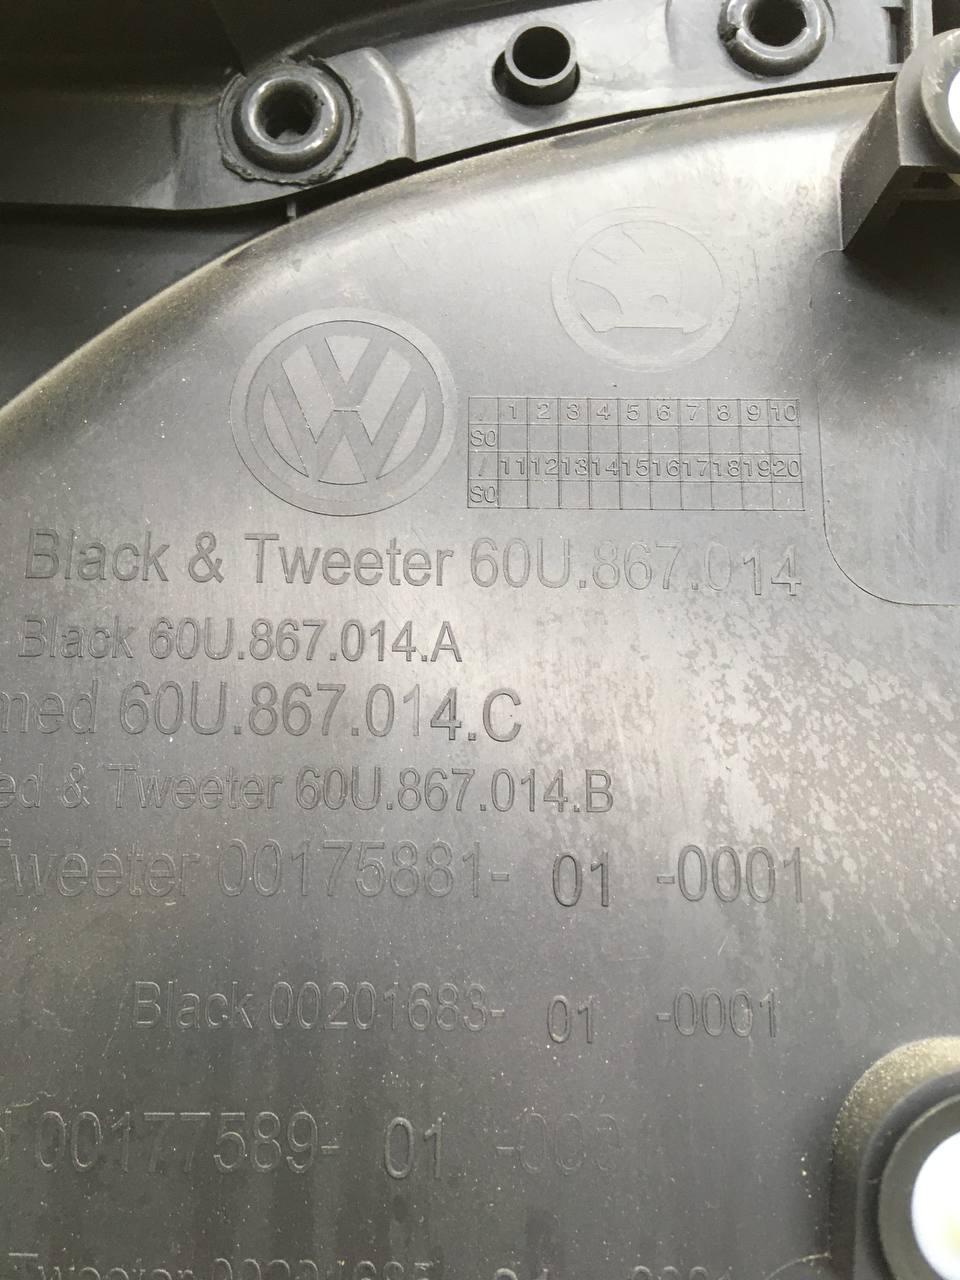 / 1 2 3 4 5 6 7 8 9 10
S0
/ 11 12 13 14 15 16 17 18 19 20
S0
Black & Tweeter 60U.867.014
Black 60U.867.014.A
60U.867.014.C
& Tweeter 60U.867.014.B
Tweeter 00175881- 01 -0001
Black 00201683- 01 -0001
00177589- 01
Tweeter